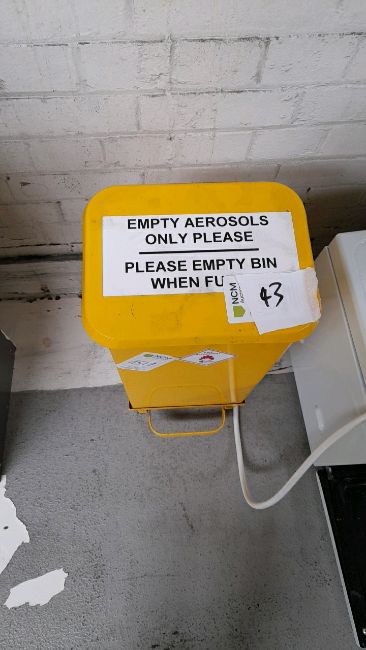 EMPTY AEROSOLS
ONLY PLEASE
PLEASE EMPTY BIN
WHEN FU
NCM
43